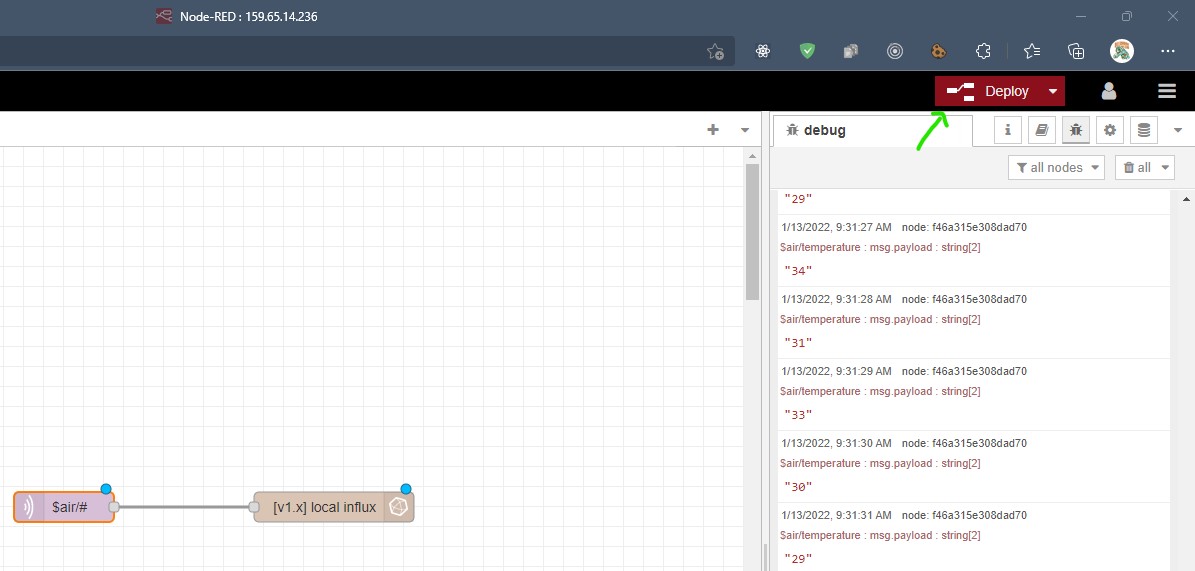 Node-RED : 159.65.14.236
Deploy
debug
i
all nodes
all
"29"
1/13/2022, 9:31:27 AM node: f46a315e308dad70
$air/temperature : msg.payload : string[2]
"34"
1/13/2022, 9:31:28 AM node: f46a315e308dad70
$air/temperature : msg.payload : string[2]
"31"
1/13/2022, 9:31:29 AM node: f46a315e308dad70
$air/temperature : msg.payload : string[2]
"33"
1/13/2022, 9:31:30 AM node: f46a315e308dad70
$air/temperature : msg.payload : string[2]
"30"
1/13/2022, 9:31:31 AM node: f46a315e308dad70
$air/temperature : msg.payload : string[2]
"29"
$air/#
[v1.x] local influx